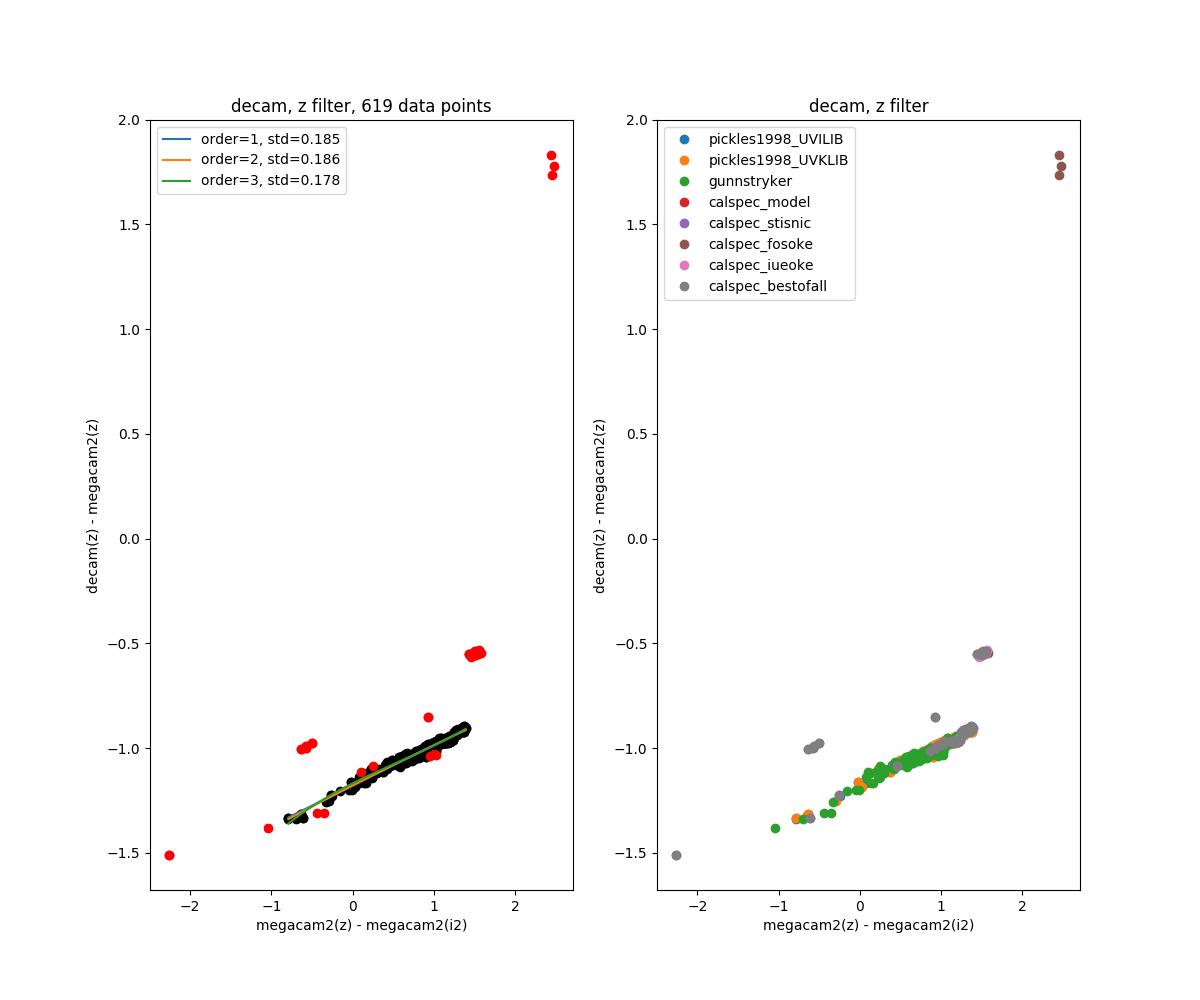 decam, z filter, 619 data points
order=1, std=0.185
order=2, std=0.186
order=3, std=0.178
2.0
1.5
1.0
0.5
0.0
−0.5
−1.0
−1.5
decam(z) - megacam2(z)
−2
−1
0
1
2
megacam2(z) - megacam2(i2)
decam, z filter
pickles1998_UVILIB
pickles1998_UVKLIB
gunnstryker
calspec_model
calspec_stisnic
calspec_fosoke
calspec_iueoke
calspec_bestofall
2.0
1.5
1.0
0.5
0.0
−0.5
−1.0
−1.5
decam(z) - megacam2(z)
−2
−1
0
1
2
megacam2(z) - megacam2(i2)